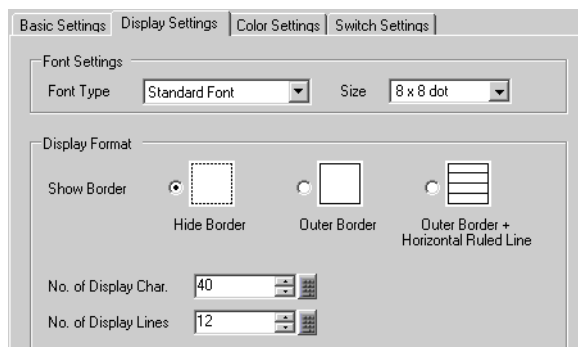 Basic Settings Display Settings Color Settings Switch Settings
Font Settings
Font Type Standard Font Size 8 x 8 dot
Display Format
Show Border
Hide Border Outer Border Outer Border +
Horizontal Ruled Line
No. of Display Char. 40
No. of Display Lines 12